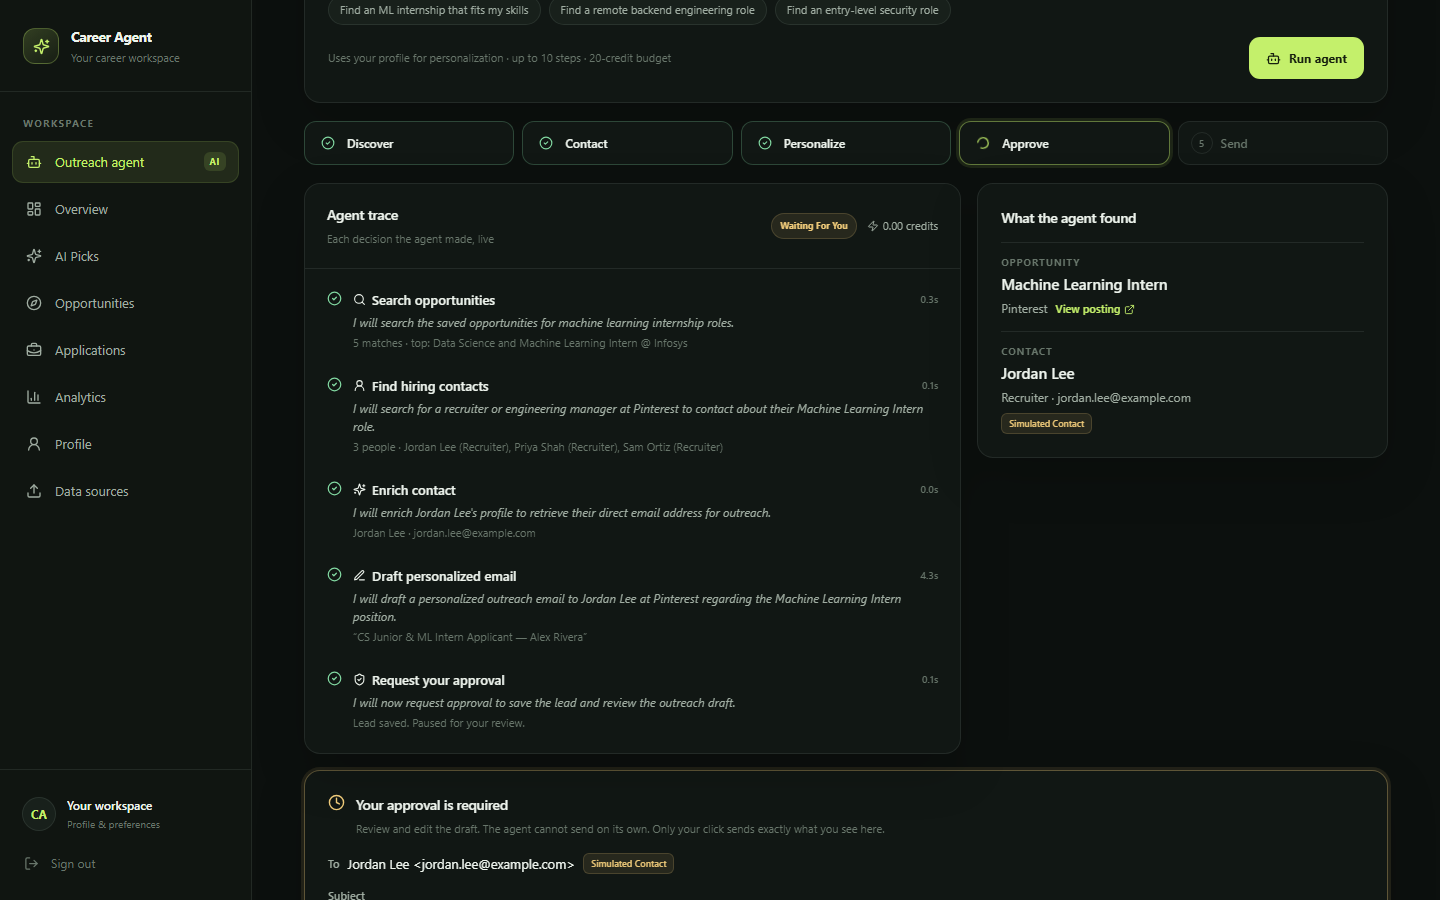 Career Agent
Your career workspace
WORKSPACE
Outreach agent AI
Overview
AI Picks
Opportunities
Applications
Analytics
Profile
Data sources
CA
Your workspace
Profile & preferences
Sign out
Find an ML internship that fits my skills
Find a remote backend engineering role
Find an entry-level security role
Uses your profile for personalization · up to 10 steps · 20-credit budget
Run agent
Discover
Contact
Personalize
Approve
5 Send
Agent trace
Each decision the agent made, live
Waiting For You
0.00 credits
Search opportunities 0.3s
I will search the saved opportunities for machine learning internship roles.
5 matches · top: Data Science and Machine Learning Intern @ Infosys
Find hiring contacts 0.1s
I will search for a recruiter or engineering manager at Pinterest to contact about their Machine Learning Intern
role.
3 people · Jordan Lee (Recruiter), Priya Shah (Recruiter), Sam Ortiz (Recruiter)
Enrich contact 0.0s
I will enrich Jordan Lee's profile to retrieve their direct email address for outreach.
Jordan Lee · jordan.lee@example.com
Draft personalized email 4.3s
I will draft a personalized outreach email to Jordan Lee at Pinterest regarding the Machine Learning Intern
position.
"CS Junior & ML Intern Applicant — Alex Rivera"
Request your approval 0.1s
I will now request approval to save the lead and review the outreach draft.
Lead saved. Paused for your review.
What the agent found
OPPORTUNITY
Machine Learning Intern
Pinterest View posting
CONTACT
Jordan Lee
Recruiter · jordan.lee@example.com
Simulated Contact
Your approval is required
Review and edit the draft. The agent cannot send on its own. Only your click sends exactly what you see here.
To Jordan Lee <jordan.lee@example.com> Simulated Contact
Subject